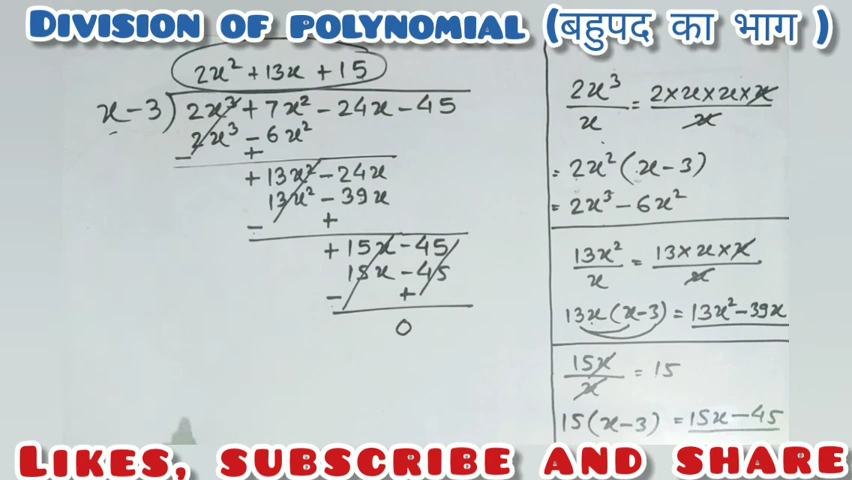 DIVISION OF POLYNOMIAL (बहुपद का भाग )
2x² + 13x + 15
x - 3 ) 2x³ + 7x² - 24x - 45
2x³ - 6x²
- +
+ 13x² - 24x
13x² - 39x
- +
+ 15x - 45
15x - 45
- +
0
2x³/x = 2×x×x×x/x
= 2x² (x - 3)
= 2x³ - 6x²
13x²/x = 13×x×x/x
13x (x - 3) = 13x² - 39x
15x/x = 15
15 (x - 3) = 15x - 45
LIKES, SUBSCRIBE AND SHARE